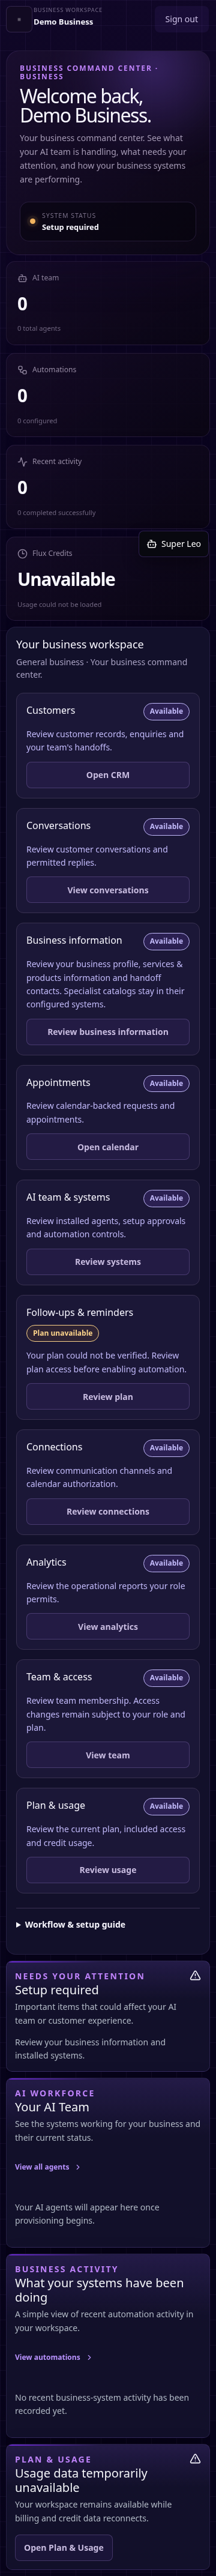 BUSINESS WORKSPACE
Demo Business
Sign out
BUSINESS COMMAND CENTER ·
BUSINESS
Welcome back,
Demo Business.
Your business command center. See what
your AI team is handling, what needs your
attention, and how your business systems
are performing.
SYSTEM STATUS
Setup required
AI team
0
0 total agents
Automations
0
0 configured
Recent activity
0
0 completed successfully
Super Leo
Flux Credits
Unavailable
Usage could not be loaded
Your business workspace
General business · Your business command
center.
Customers
Available
Review customer records, enquiries and
your team's handoffs.
Open CRM
Conversations
Available
Review customer conversations and
permitted replies.
View conversations
Business information
Available
Review your business profile, services &
products information and handoff
contacts. Specialist catalogs stay in their
configured systems.
Review business information
Appointments
Available
Review calendar-backed requests and
appointments.
Open calendar
AI team & systems
Available
Review installed agents, setup approvals
and automation controls.
Review systems
Follow-ups & reminders
Plan unavailable
Your plan could not be verified. Review
plan access before enabling automation.
Review plan
Connections
Available
Review communication channels and
calendar authorization.
Review connections
Analytics
Available
Review the operational reports your role
permits.
View analytics
Team & access
Available
Review team membership. Access
changes remain subject to your role and
plan.
View team
Plan & usage
Available
Review the current plan, included access
and credit usage.
Review usage
Workflow & setup guide
NEEDS YOUR ATTENTION
Setup required
Important items that could affect your AI
team or customer experience.
Review your business information and
installed systems.
AI WORKFORCE
Your AI Team
See the systems working for your business and
their current status.
View all agents
Your AI agents will appear here once
provisioning begins.
BUSINESS ACTIVITY
What your systems have been
doing
A simple view of recent automation activity in
your workspace.
View automations
No recent business-system activity has been
recorded yet.
PLAN & USAGE
Usage data temporarily
unavailable
Your workspace remains available while
billing and credit data reconnects.
Open Plan & Usage